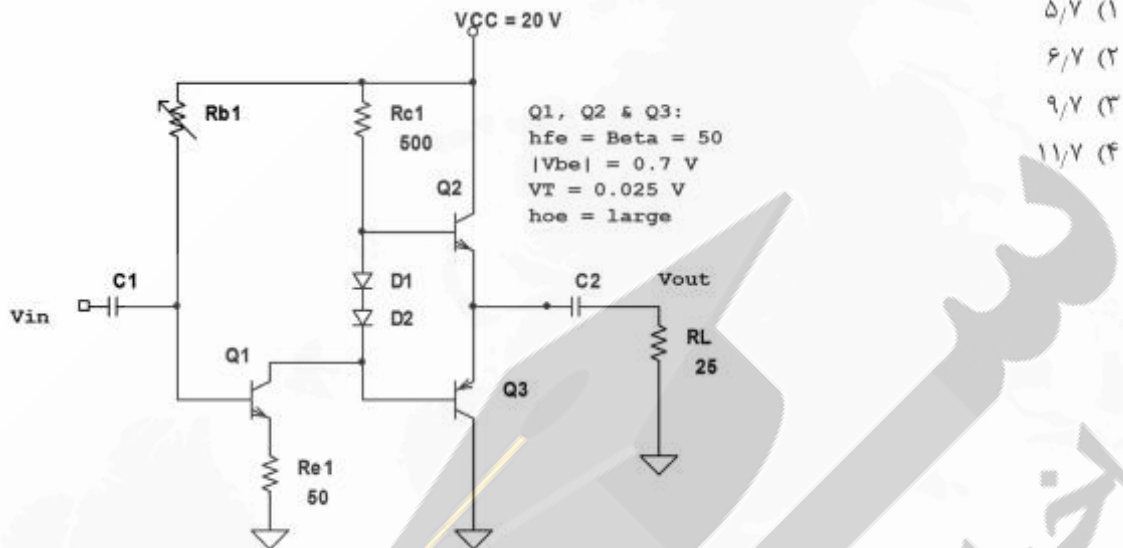 VCC = 20 V
۱) ۵/۷
۲) ۶/۷
۳) ۹/۷
۴) ۱۱/۷
Rb1
Rc1
500
Q1, Q2 & Q3:
hfe = Beta = 50
|Vbe| = 0.7 V
VT = 0.025 V
hoe = large
Q2
C1
D1
C2
Vout
Vin
D2
RL
25
Q1
Q3
Re1
50